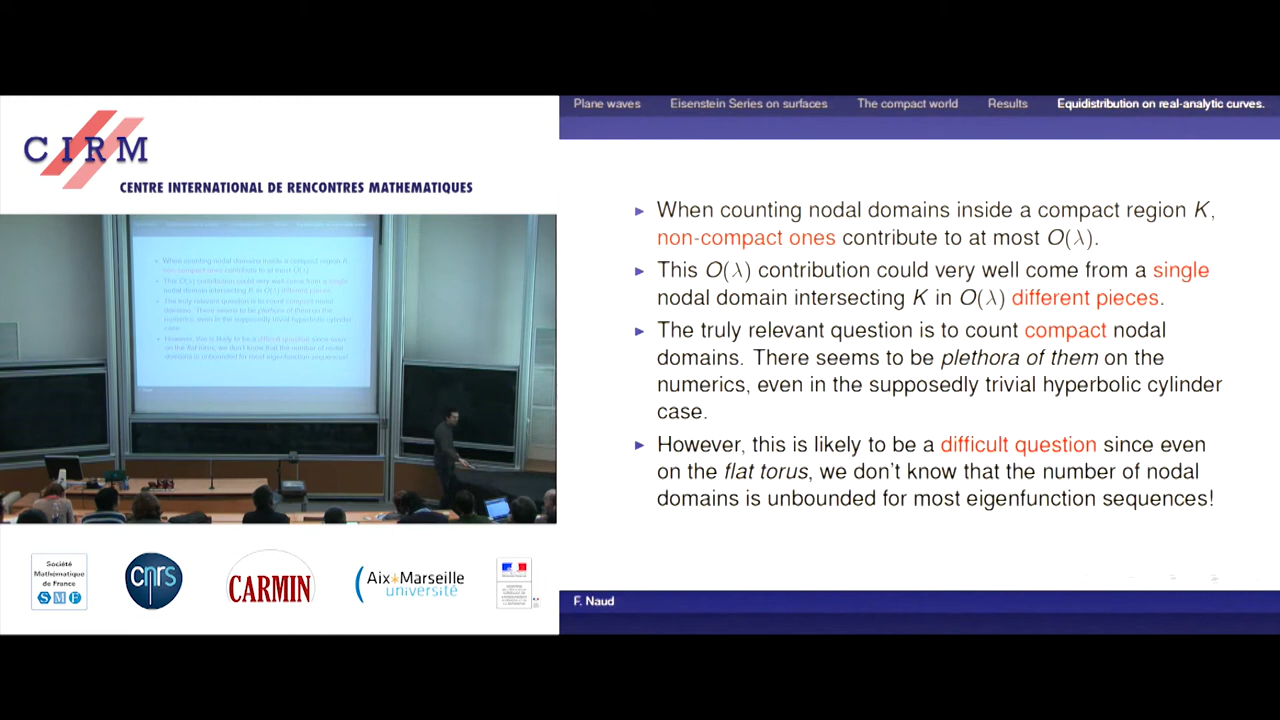 CIRM
CENTRE INTERNATIONAL DE RENCONTRES MATHEMATIQUES
Plane waves Eisenstein Series on surfaces The compact world Results Equidistribution on real-analytic curves.
► When counting nodal domains inside a compact region K,
non-compact ones contribute to at most O(λ).
► This O(λ) contribution could very well come from a single
nodal domain intersecting K in O(λ) different pieces.
► The truly relevant question is to count compact nodal
domains. There seems to be plethora of them on the
numerics, even in the supposedly trivial hyperbolic cylinder
case.
► However, this is likely to be a difficult question since even
on the flat torus, we don't know that the number of nodal
domains is unbounded for most eigenfunction sequences!
F. Naud
Société
Mathématique
de France
SMF
cnrs
CARMIN
Aix*Marseille
université